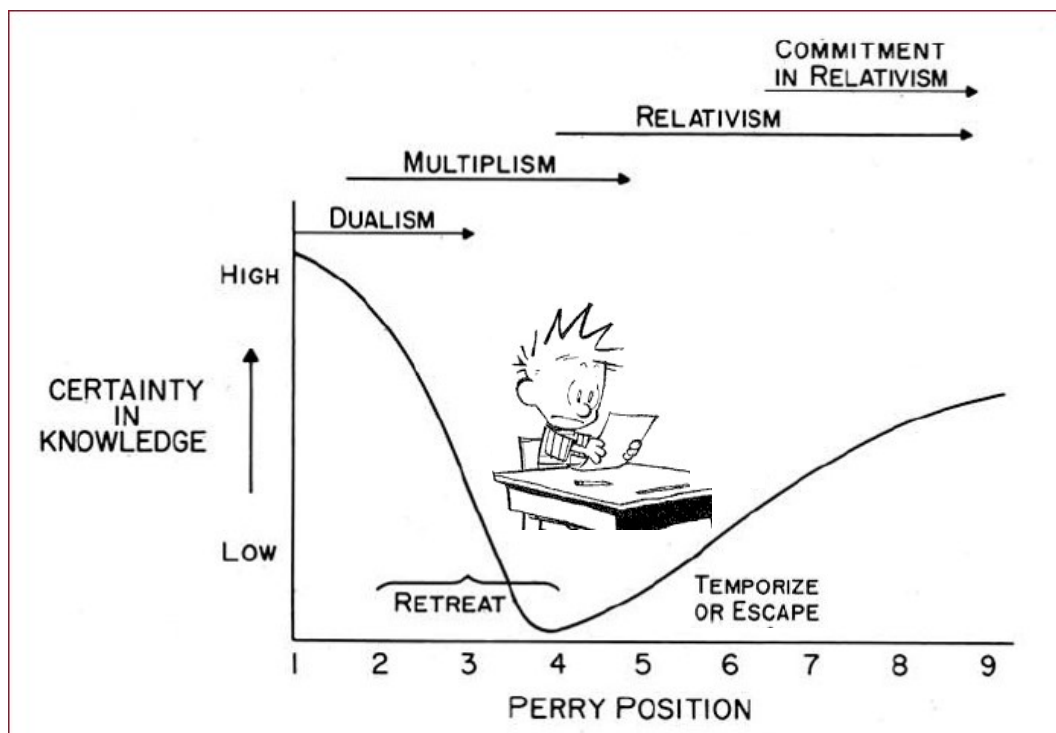 COMMITMENT
IN RELATIVISM
RELATIVISM
MULTIPLISM
DUALISM
HIGH
CERTAINTY
IN
KNOWLEDGE
LOW
RETREAT
TEMPORIZE
OR ESCAPE
1 2 3 4 5 6 7 8 9
PERRY POSITION